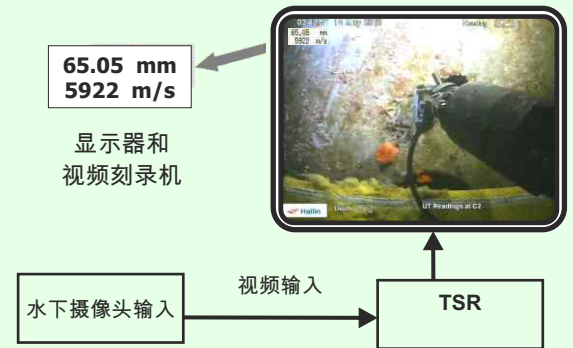 65.05 mm
5922 m/s
65.05 mm
5922 m/s
显示器和
视频刻录机
Hallin
UT Readings at C2
视频输入
水下摄像头输入
TSR